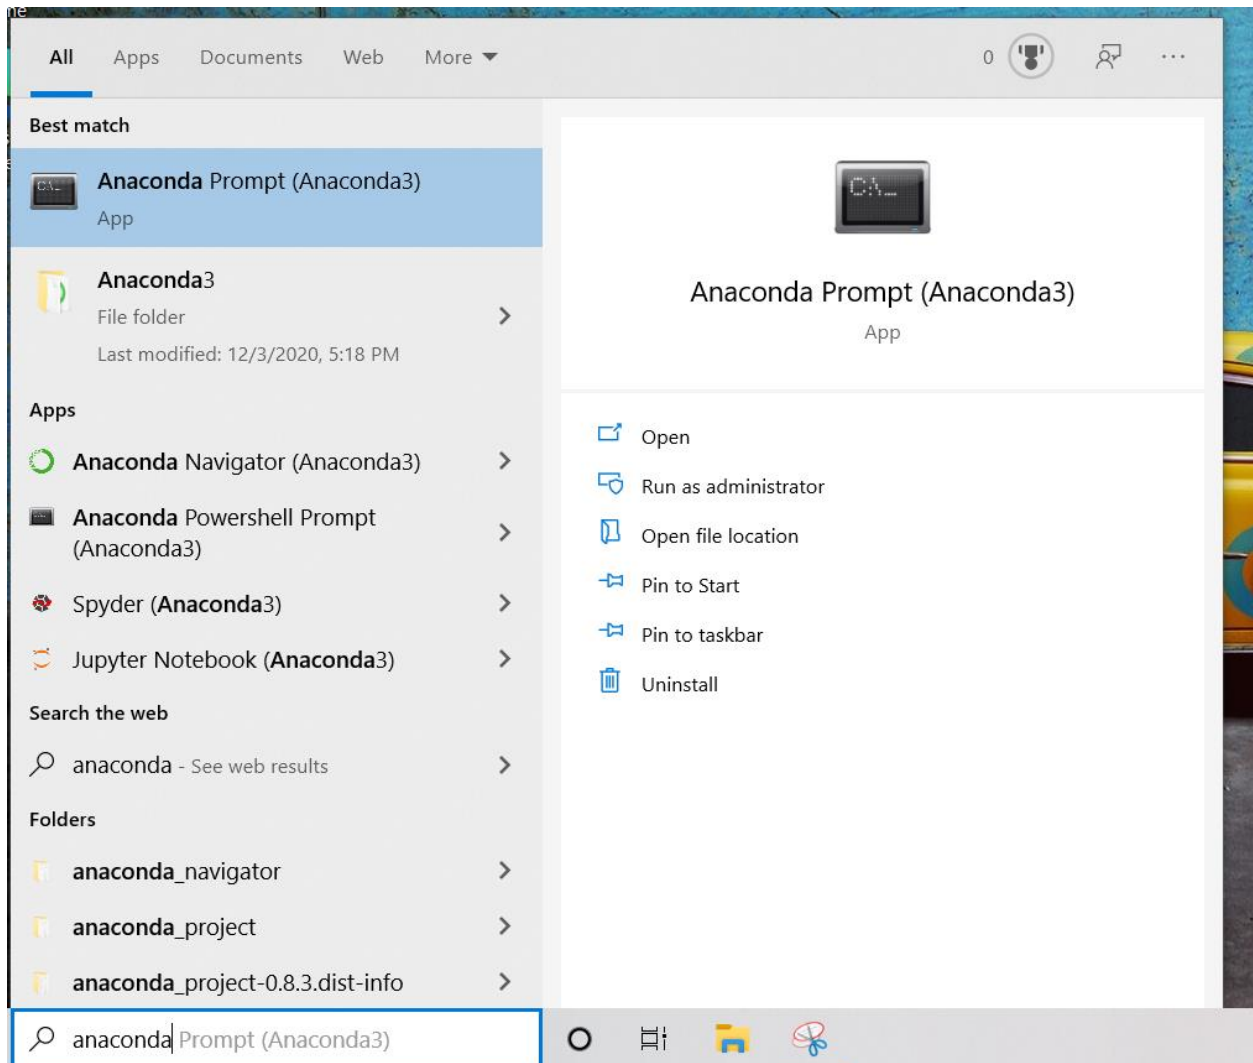 All Apps Documents Web More 0 ...
Best match
Anaconda Prompt (Anaconda3)
App
Anaconda3
File folder
Last modified: 12/3/2020, 5:18 PM
Apps
Anaconda Navigator (Anaconda3)
Anaconda Powershell Prompt
(Anaconda3)
Spyder (Anaconda3)
Jupyter Notebook (Anaconda3)
Search the web
anaconda - See web results
Folders
anaconda_navigator
anaconda_project
anaconda_project-0.8.3.dist-info
anaconda Prompt (Anaconda3)
C:\_
Anaconda Prompt (Anaconda3)
App
Open
Run as administrator
Open file location
Pin to Start
Pin to taskbar
Uninstall